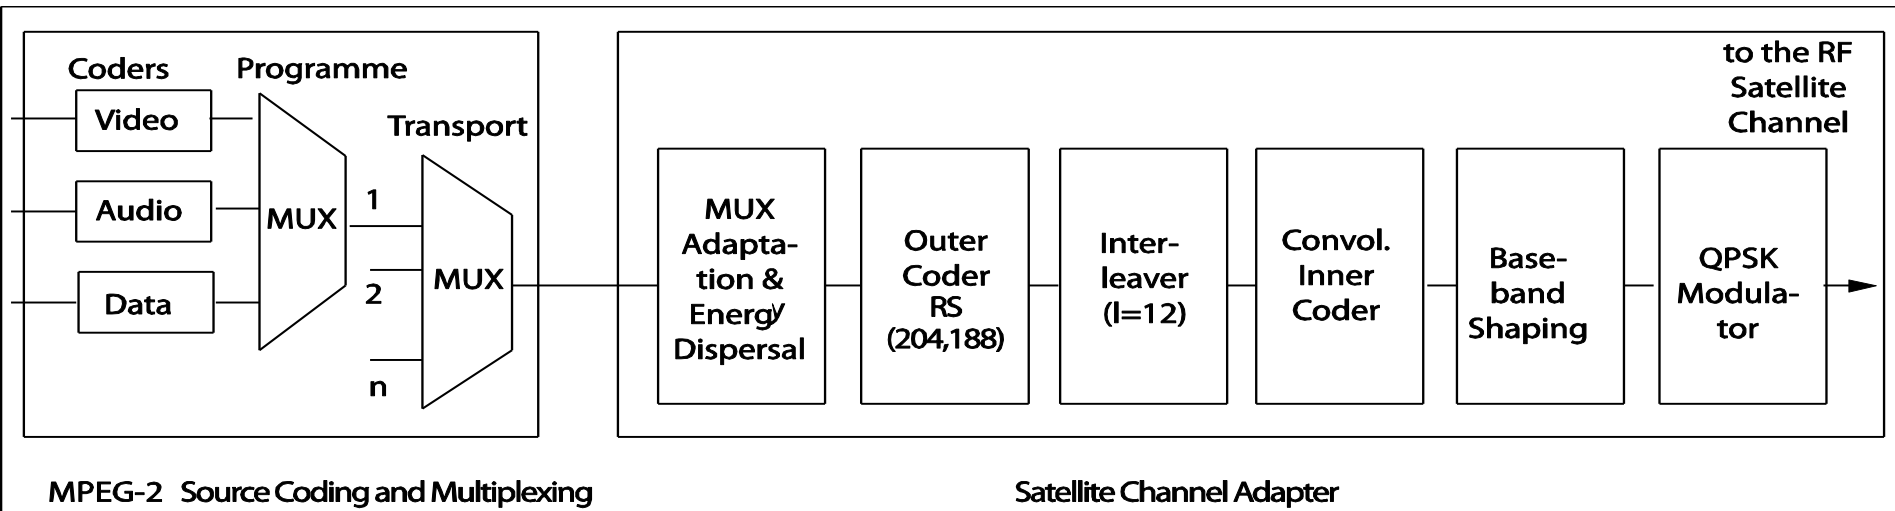 Coders
Programme
Video
Audio
Data
MUX
Transport
1
2
n
MUX
MUX
Adapta-
tion &
Energy
Dispersal
Outer
Coder
RS
(204,188)
Inter-
leaver
(I=12)
Convol.
Inner
Coder
Base-
band
Shaping
QPSK
Modula-
tor
to the RF
Satellite
Channel
MPEG-2 Source Coding and Multiplexing
Satellite Channel Adapter